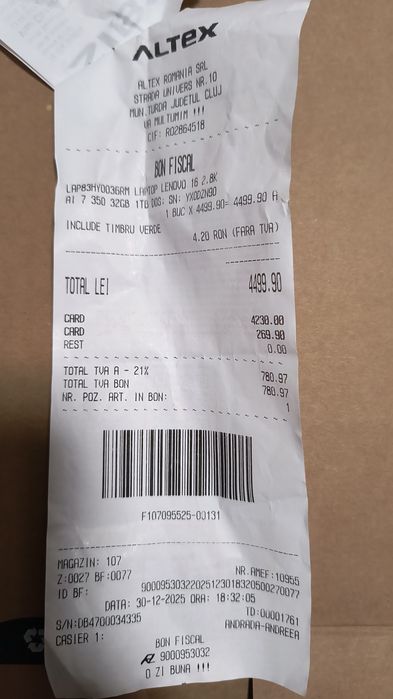 ALTEX
ALTEX ROMANIA SRL
STRADA UNIVERS NR.10
MUN.TURDA JUDETUL CLUJ
VA MULTUMIM !!!
CIF: RO2864518
BON FISCAL
LAP83HY0036RM LAPTOP LENOVO 16 2.8K
AI 7 350 32GB 1TB DOS: SN: YX0DZN90
1 BUC X 4499.90= 4499.90 A
INCLUDE TIMBRU VERDE
4.20 RON (FARA TVA)
TOTAL LEI 4499.90
CARD 4230.00
CARD 269.90
REST 0.00
TOTAL TVA A - 21% 780.97
TOTAL TVA BON 780.97
NR. POZ. ART. IN BON: 1
F107095525-00131
MAGAZIN: 107
Z:0027 BF:0077 NR.AMEF:10955
ID BF: 90009530322025123018320500270077
DATA: 30-12-2025 ORA: 18:32:05
S/N:DB4700034335 ID:00001761
CASIER 1: ANDRADA-ANDREEA
BON FISCAL
9000953032
O ZI BUNA !!!